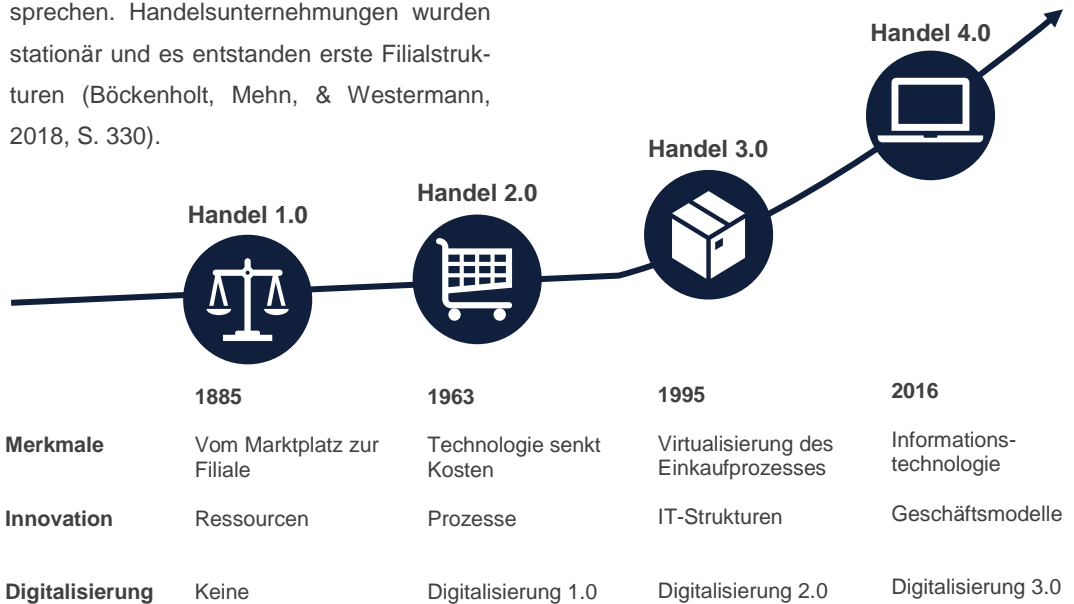 sprechen. Handelsunternehmungen wurden
stationär und es entstanden erste Filialstruk-
turen (Böckenholt, Mehn, & Westermann,
2018, S. 330).
Handel 1.0
Handel 2.0
Handel 3.0
Handel 4.0
1885
1963
1995
2016
Merkmale
Vom Marktplatz zur
Filiale
Technologie senkt
Kosten
Virtualisierung des
Einkaufprozesses
Informations-
technologie
Innovation
Ressourcen
Prozesse
IT-Strukturen
Geschäftsmodelle
Digitalisierung
Keine
Digitalisierung 1.0
Digitalisierung 2.0
Digitalisierung 3.0